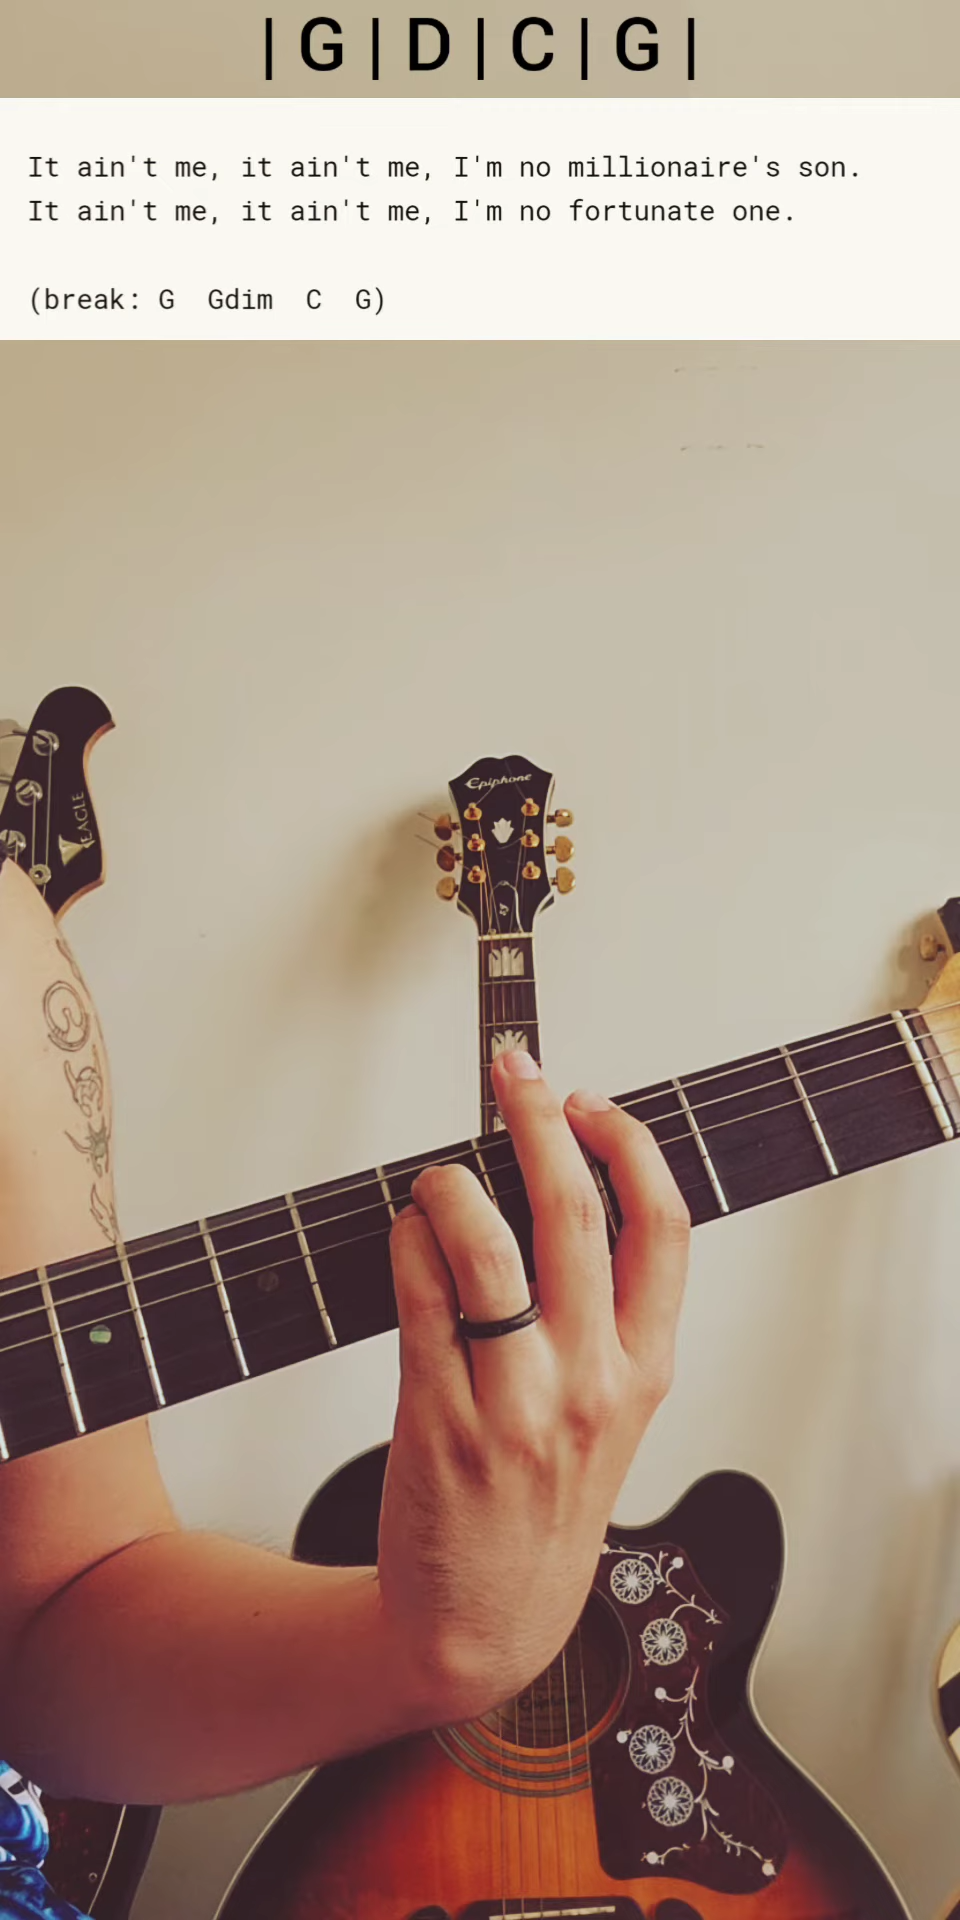 | G | D | C | G |
It ain't me, it ain't me, I'm no millionaire's son.
It ain't me, it ain't me, I'm no fortunate one.
(break: G  Gdim  C  G)
EAGLE
Epiphone